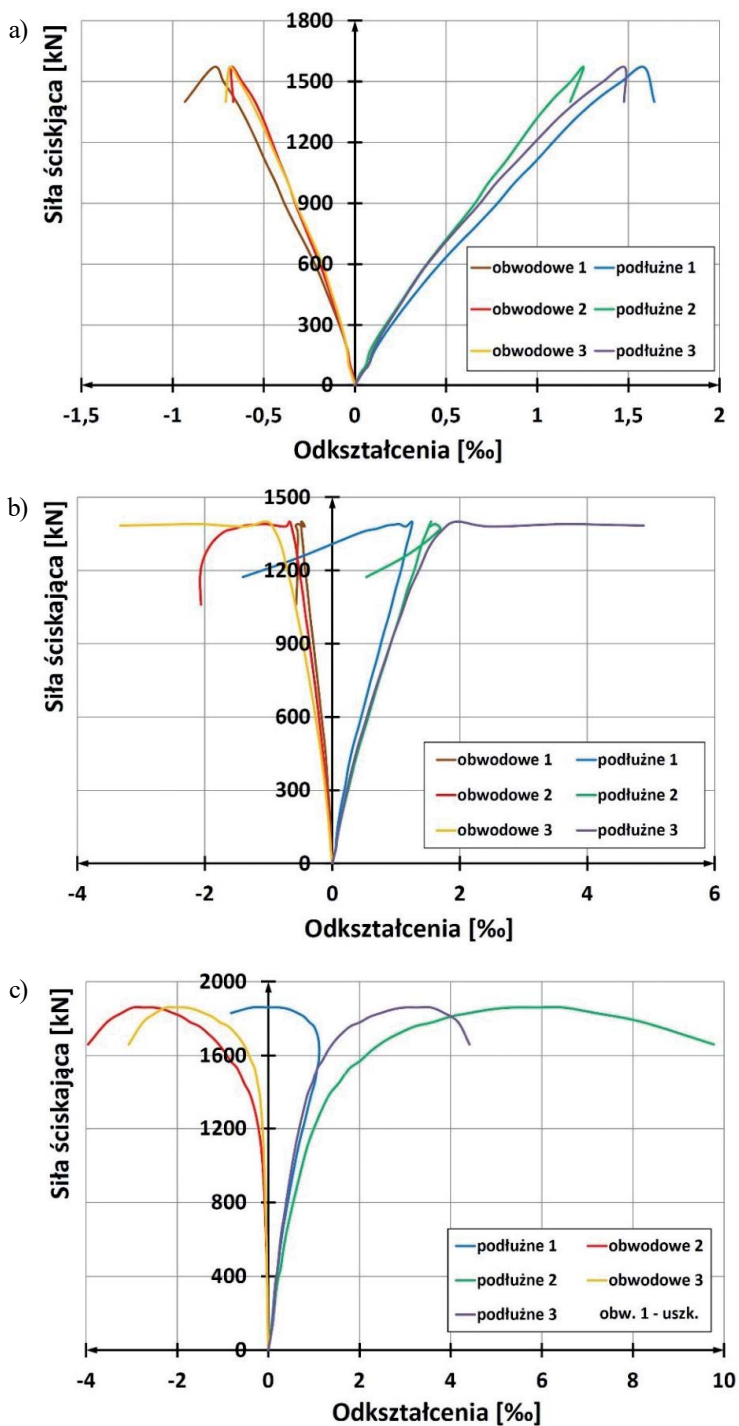 a)
Siła ściskjąca [kN]
1800
1500
1200
900
600
300
0
-1,5 -1 -0,5 0 0,5 1 1,5 2
obwodowe 1 podłużne 1
obwodowe 2 podłużne 2
obwodowe 3 podłużne 3
Odkształcenia [‰]
b)
Siła ściskająca [kN]
1500
1200
900
600
300
0
-4 -2 0 2 4 6
obwodowe 1 podłużne 1
obwodowe 2 podłużne 2
obwodowe 3 podłużne 3
Odkształcenia [‰]
c)
Siła ściskająca [kN]
2000
1600
1200
800
400
0
-4 -2 0 2 4 6 8 10
podłużne 1 obwodowe 2
podłużne 2 obwodowe 3
podłużne 3 obw. 1 - uszk.
Odkształcenia [‰]